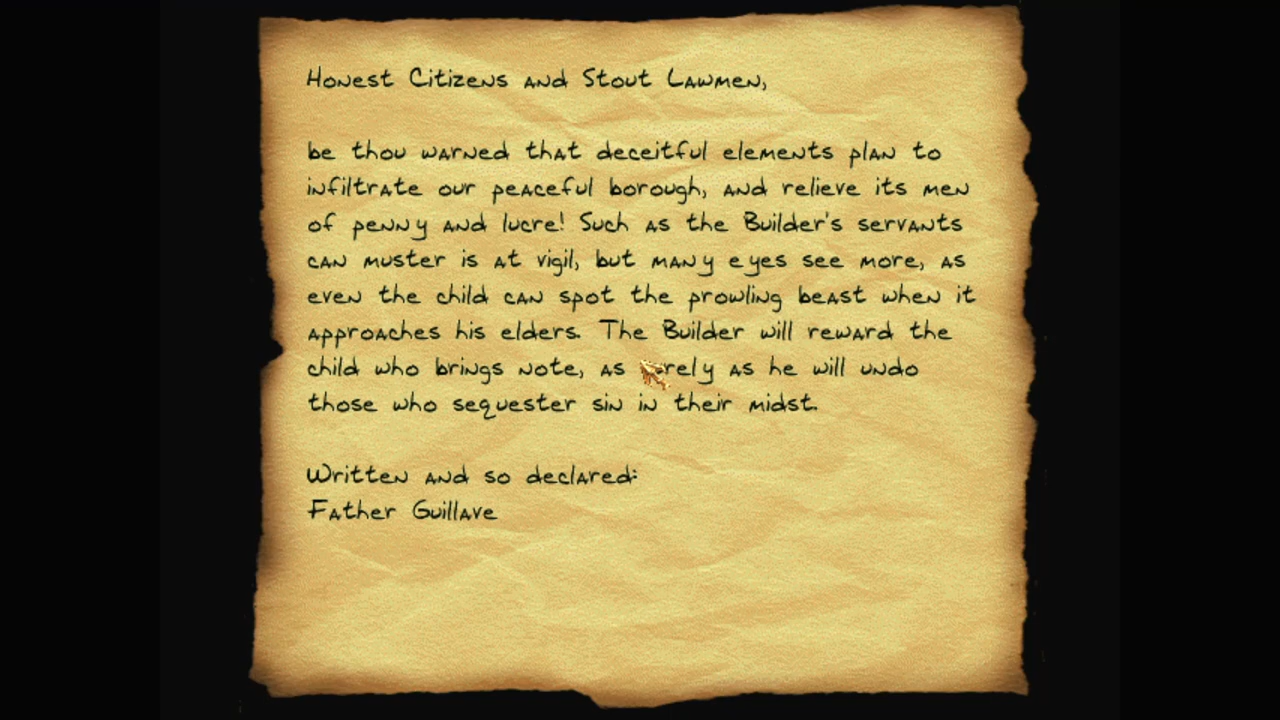 Honest Citizens and Stout Lawmen,
be thou warned that deceitful elements plan to
infiltrate our peaceful borough, and relieve its men
of penny and lucre! Such as the Builder's servants
can muster is at vigil, but many eyes see more, as
even the child can spot the prowling beast when it
approaches his elders. The Builder will reward the
child who brings note, as as he will undo
those who sequester sin in their midst.
Written and so declared:
Father Guillave